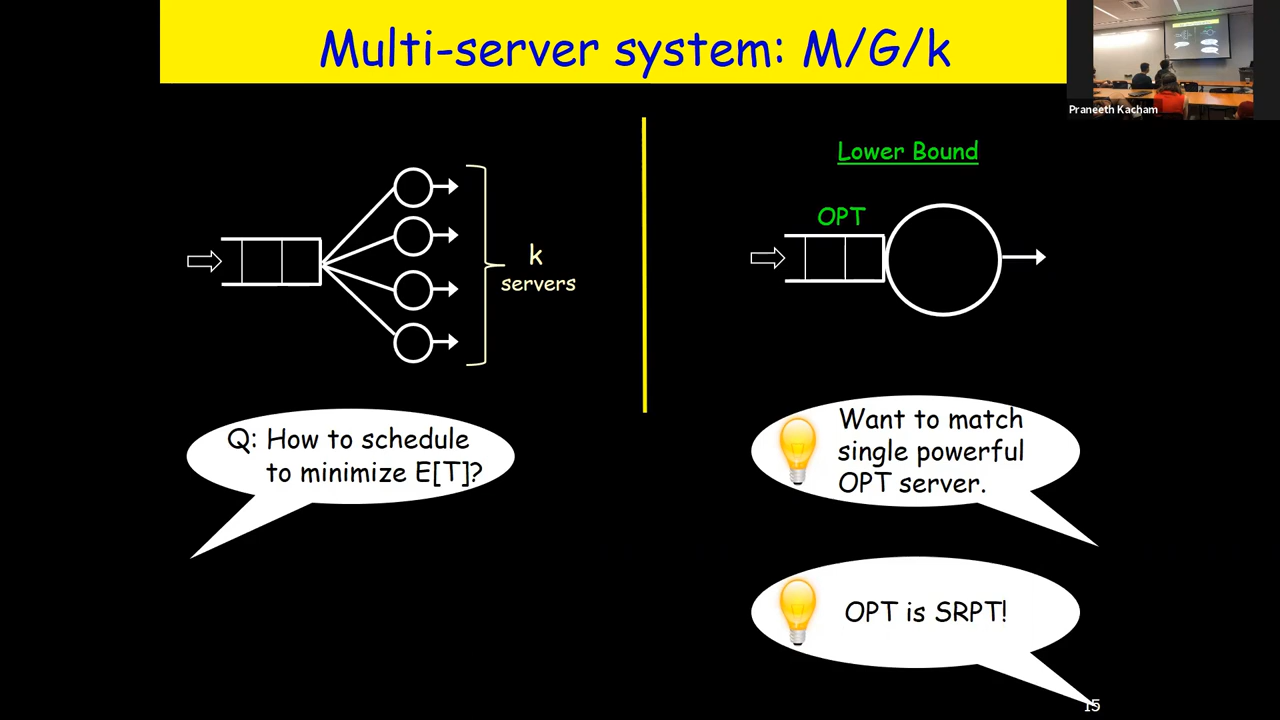 Multi-server system: M/G/k
Praneeth Kacham
k
servers
Lower Bound
OPT
Q: How to schedule
to minimize E[T]?
Want to match
single powerful
OPT server.
OPT is SRPT!
15